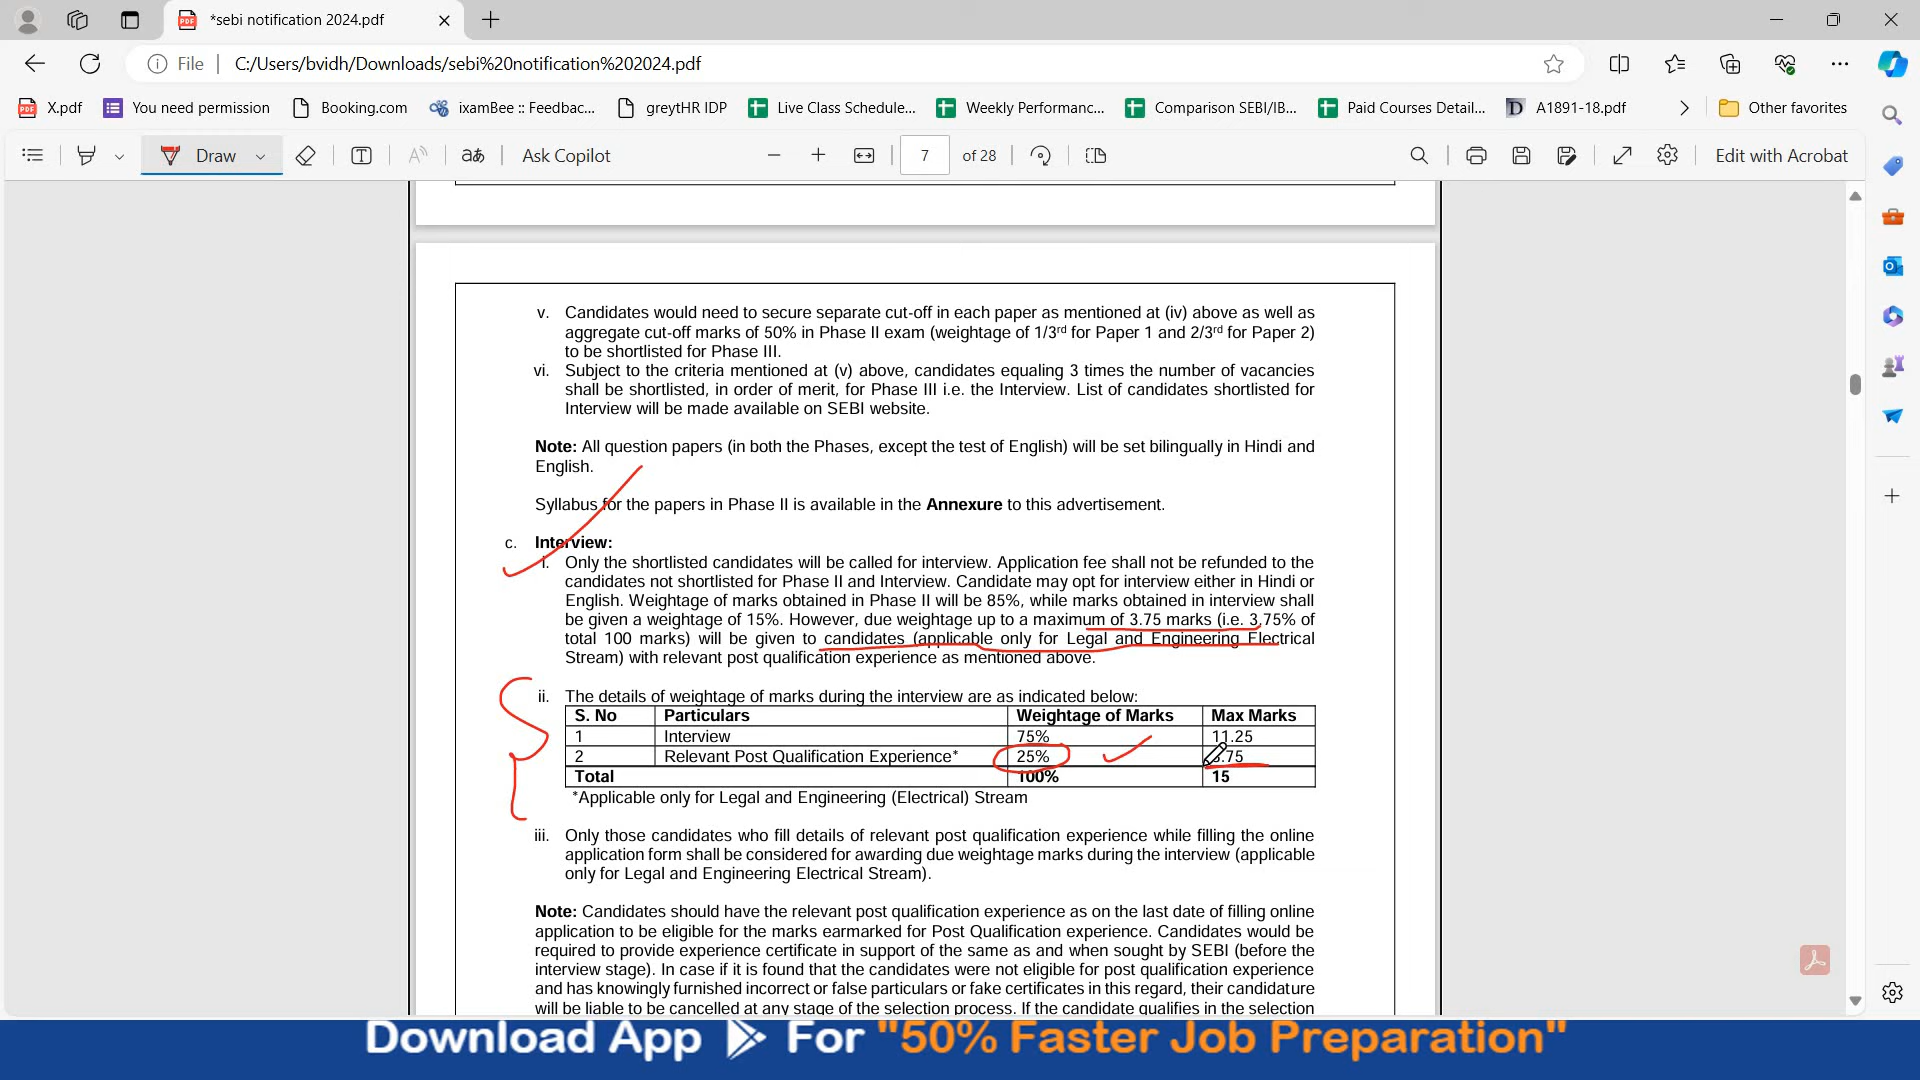 *sebi notification 2024.pdf
File
C:/Users/bvidh/Downloads/sebi%20notification%202024.pdf
X.pdf
You need permission
Booking.com
ixamBee :: Feedbac...
greytHR IDP
Live Class Schedule...
Weekly Performanc...
Comparison SEBI/IB...
Paid Courses Detail...
A1891-18.pdf
Other favorites
Draw
Ask Copilot
7 of 28
Edit with Acrobat
v. Candidates would need to secure separate cut-off in each paper as mentioned at (iv) above as well as
aggregate cut-off marks of 50% in Phase II exam (weightage of 1/3rd for Paper 1 and 2/3rd for Paper 2)
to be shortlisted for Phase III.
vi. Subject to the criteria mentioned at (v) above, candidates equaling 3 times the number of vacancies
shall be shortlisted, in order of merit, for Phase III i.e. the Interview. List of candidates shortlisted for
Interview will be made available on SEBI website.
Note: All question papers (in both the Phases, except the test of English) will be set bilingually in Hindi and
English.
Syllabus for the papers in Phase II is available in the Annexure to this advertisement.
c. Interview:
i. Only the shortlisted candidates will be called for interview. Application fee shall not be refunded to the
candidates not shortlisted for Phase II and Interview. Candidate may opt for interview either in Hindi or
English. Weightage of marks obtained in Phase II will be 85%, while marks obtained in interview shall
be given a weightage of 15%. However, due weightage up to a maximum of 3.75 marks (i.e. 3.75% of
total 100 marks) will be given to candidates (applicable only for Legal and Engineering Electrical
Stream) with relevant post qualification experience as mentioned above.
ii. The details of weightage of marks during the interview are as indicated below:
S. No Particulars Weightage of Marks Max Marks
1 Interview 75% 11.25
2 Relevant Post Qualification Experience* 25% 3.75
Total 100% 15
*Applicable only for Legal and Engineering (Electrical) Stream
iii. Only those candidates who fill details of relevant post qualification experience while filling the online
application form shall be considered for awarding due weightage marks during the interview (applicable
only for Legal and Engineering Electrical Stream).
Note: Candidates should have the relevant post qualification experience as on the last date of filling online
application to be eligible for the marks earmarked for Post Qualification experience. Candidates would be
required to provide experience certificate in support of the same as and when sought by SEBI (before the
interview stage). In case if it is found that the candidates were not eligible for post qualification experience
and has knowingly furnished incorrect or false particulars or fake certificates in this regard, their candidature
will be liable to be cancelled at any stage of the selection process. If the candidate qualifies in the selection
Download App For "50% Faster Job Preparation"